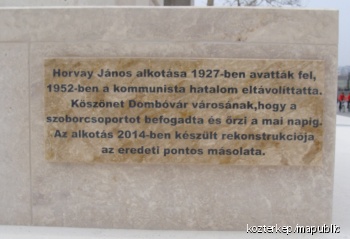 Horvay János alkotása 1927-ben avatták fel,
1952-ben a kommunista hatalom eltávolíttatta.
Köszönet Dombóvár városának,hogy a
szoborcsoportot befogadta és őrzi a mai napig.
Az alkotás 2014-ben készült rekonstrukciója
az eredeti pontos másolata.
kozterkep/mapublic